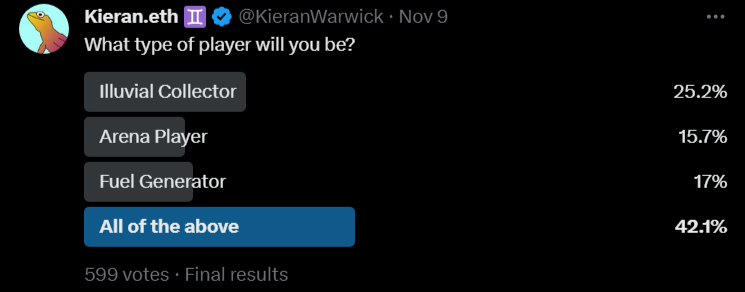 Kieran.eth ♊ @KieranWarwick · Nov 9 ...
What type of player will you be?
Illuvial Collector 25.2%
Arena Player 15.7%
Fuel Generator 17%
All of the above 42.1%
599 votes · Final results